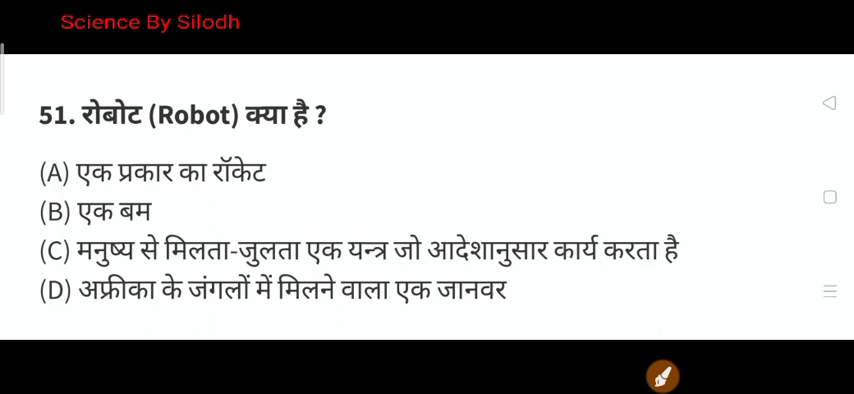 Science By Silodh
51. रोबोट (Robot) क्या है ?
(A) एक प्रकार का रॉकेट
(B) एक बम
(C) मनुष्य से मिलता-जुलता एक यन्त्र जो आदेशानुसार कार्य करता है
(D) अफ्रीका के जंगलों में मिलने वाला एक जानवर